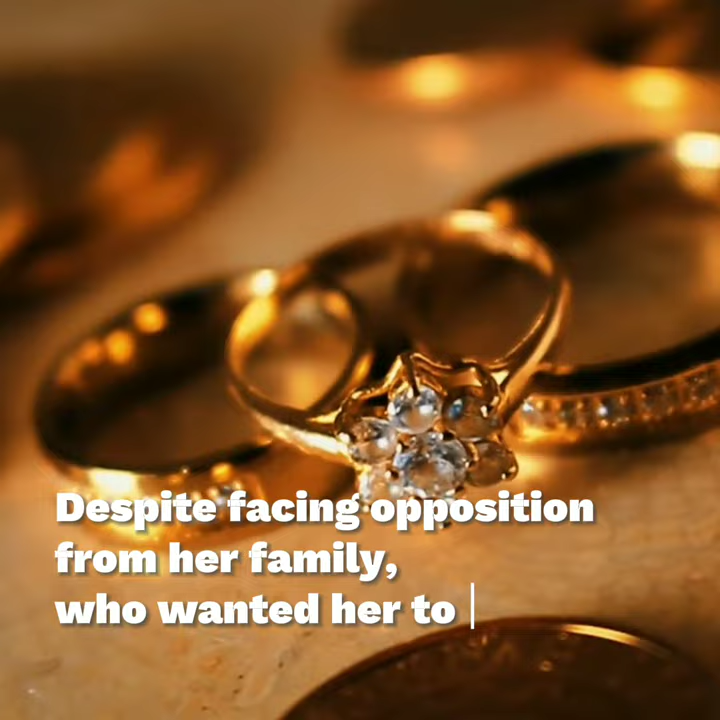 Despite facing opposition
from her family,
who wanted her to